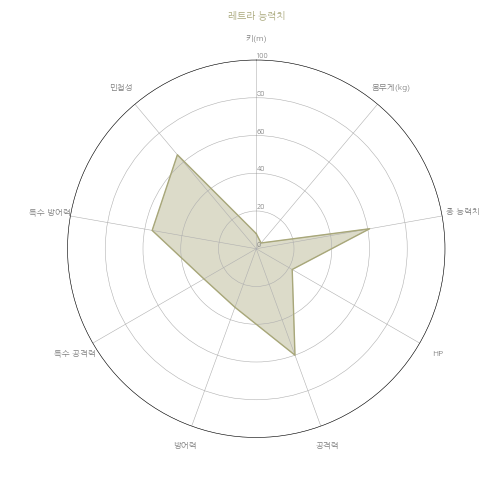 레트라 능력치
키(m)
몸무게(kg)
총 능력치
HP
공격력
방어력
특수 공격력
특수 방어력
민첩성
100
80
60
40
20
0